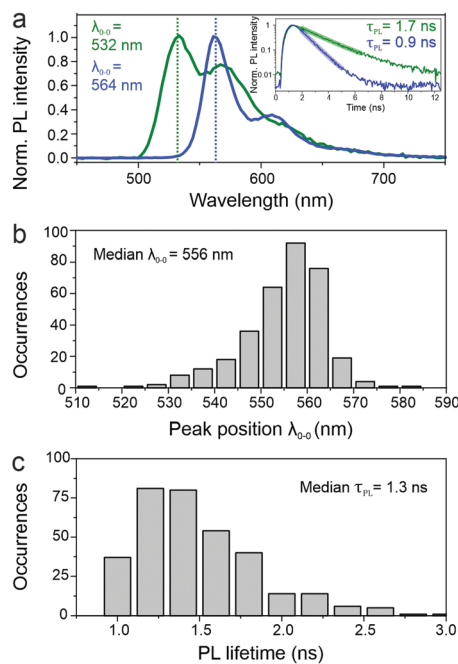 a
λ0-0 =
532 nm
λ0-0 =
564 nm
Norm. PL intensity
1.0
0.8
0.6
0.4
0.2
0.0
500
600
700
Wavelength (nm)
Norm. PL intensity
1
0.1
0.01
τPL = 1.7 ns
τPL = 0.9 ns
0 2 4 6 8 10 12
Time (ns)
b
Median λ0-0 = 556 nm
Occurrences
100
80
60
40
20
0
510 520 530 540 550 560 570 580 590
Peak position λ0-0 (nm)
c
Median τPL = 1.3 ns
Occurrences
100
75
50
25
0
1.0 1.5 2.0 2.5 3.0
PL lifetime (ns)